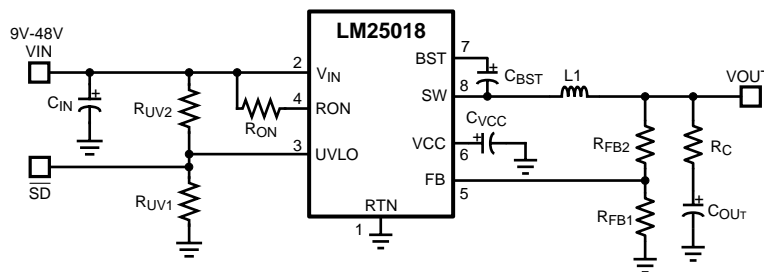 LM25018
9V-48V
VIN
7
BST
2
VIN
CBST
L1
VOUT
8
SW
CIN
RUV2
4
RON
RON
CVCC
3
UVLO
VCC
6
RFB2
RC
SD
FB
5
RUV1
RTN
1
RFB1
COUT